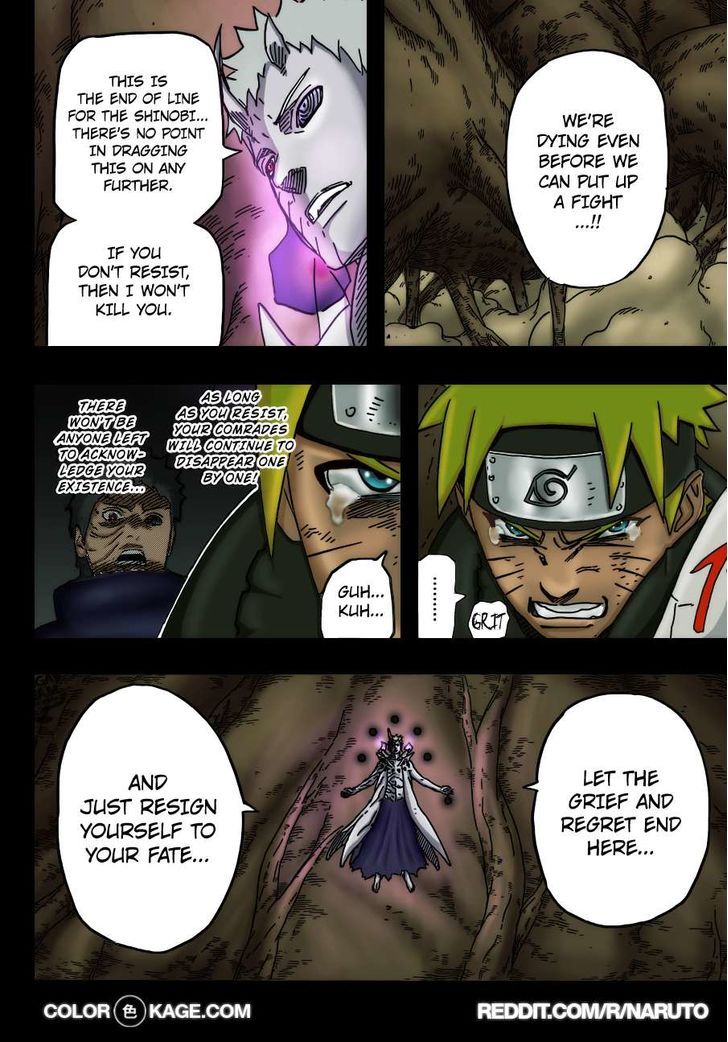 WE'RE
DYING EVEN
BEFORE WE
CAN PUT UP
A FIGHT
...!!
THIS IS
THE END OF LINE
FOR THE SHINOBI...
THERE'S NO POINT
IN DRAGGING
THIS ON ANY
FURTHER.
IF YOU
DON'T RESIST,
THEN I WON'T
KILL YOU.
.........
GRIT
AS LONG
AS YOU RESIST,
YOUR COMRADES
WILL CONTINUE TO
DISAPPEAR ONE
BY ONE!
THERE
WON'T BE
ANYONE LEFT
TO ACKNOW-
LEDGE YOUR
EXISTENCE...
GUH...
KUH...
LET THE
GRIEF AND
REGRET END
HERE...
AND
JUST RESIGN
YOURSELF TO
YOUR FATE...
COLOR 色 KAGE.COM
REDDIT.COM/R/NARUTO